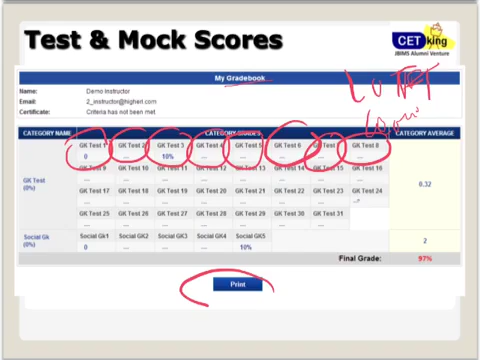 Test & Mock Scores
CETking
JBIMS Alumni Venture
My Gradebook
Name: Demo Instructor
Email: 2_instructor@highert.com
Certificate: Criteria has not been met
CATEGORY NAME CATEGORY GRADES CATEGORY AVERAGE
GK Test 1 GK Test 2 GK Test 3 GK Test 4 GK Test 5 GK Test 6 GK Test 8
0 ... 10% ... ... ... ... ...
GK Test 9 GK Test 10 GK Test 11 GK Test 12 GK Test 13 GK Test 14 GK Test 15 GK Test 16
... ... ... ... ... ... ... ...
GK Test (0%) 0.32
GK Test 17 GK Test 18 GK Test 19 GK Test 20 GK Test 21 GK Test 22 GK Test 23 GK Test 24
... ... ... ... ... ... ...
GK Test 25 GK Test 26 GK Test 27 GK Test 28 GK Test 29 GK Test 30 GK Test 31
... ... ... ... ... ... ...
Social Gk (0%) Social Gk1 Social GK2 Social GK3 Social GK4 Social GK5 2
0 ... ... ... 10%
Final Grade: 97%
Print